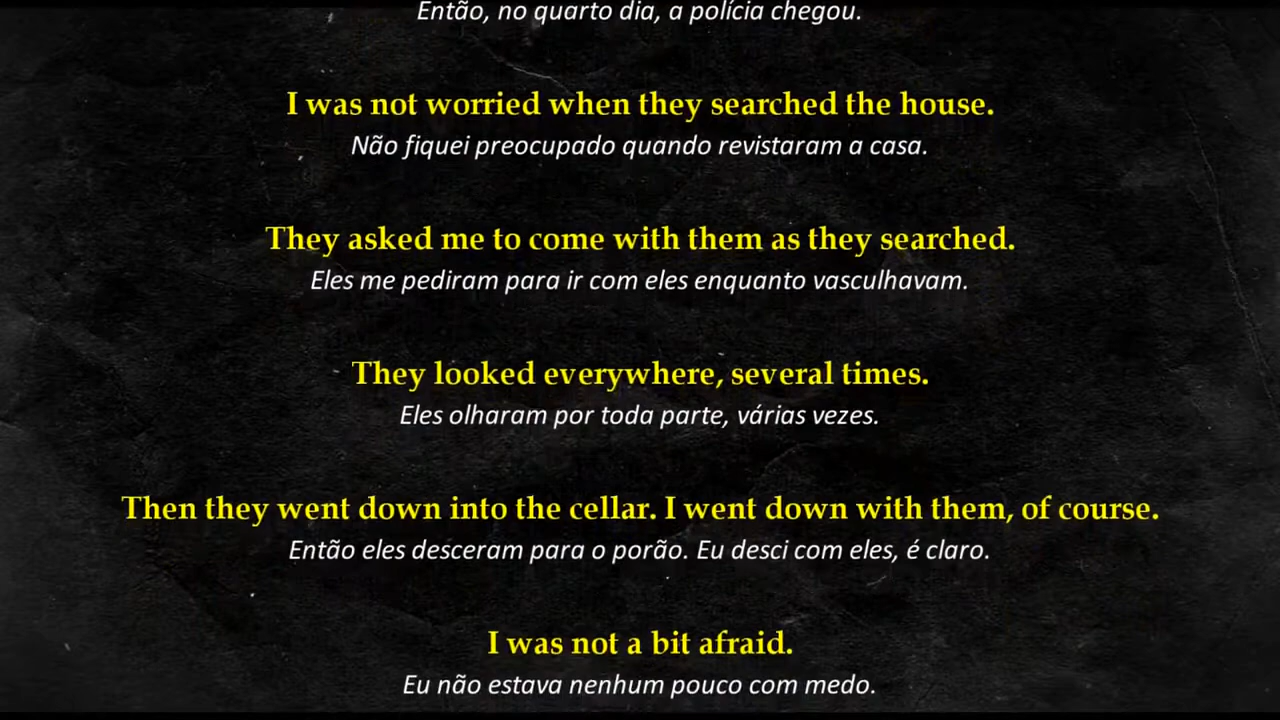 Então, no quarto dia, a polícia chegou.
I was not worried when they searched the house.
Não fiquei preocupado quando revistaram a casa.
They asked me to come with them as they searched.
Eles me pediram para ir com eles enquanto vasculhavam.
They looked everywhere, several times.
Eles olharam por toda parte, várias vezes.
Then they went down into the cellar. I went down with them, of course.
Então eles desceram para o porão. Eu desci com eles, é claro.
I was not a bit afraid.
Eu não estava nenhum pouco com medo.